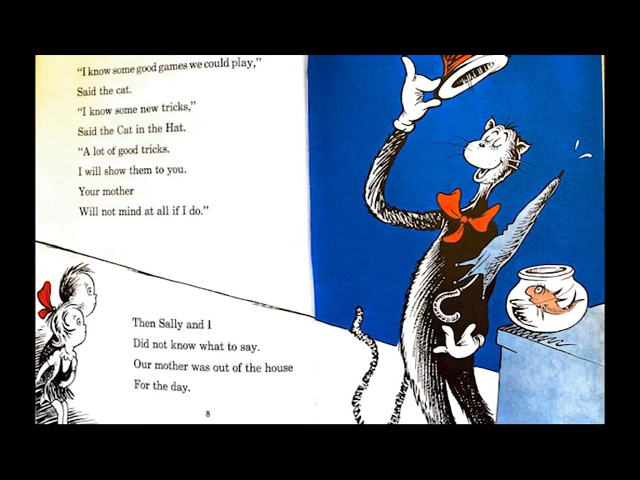 "I know some good games we could play,"
Said the cat.
"I know some new tricks,"
Said the Cat in the Hat.
"A lot of good tricks.
I will show them to you.
Your mother
Will not mind at all if I do."
Then Sally and I
Did not know what to say.
Our mother was out of the house
For the day.
8